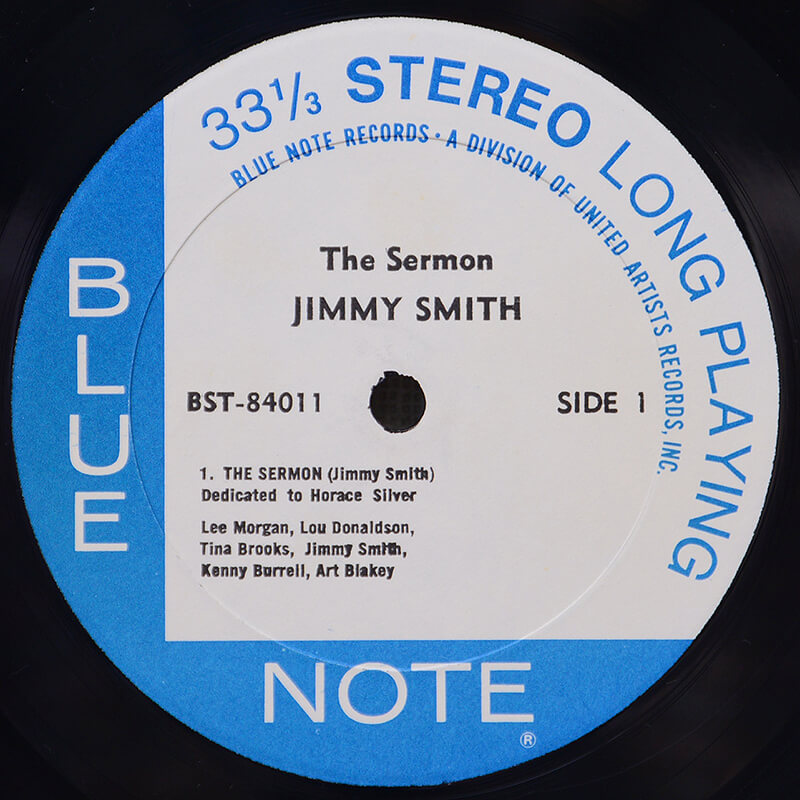 33⅓ STEREO LONG PLAYING
BLUE NOTE RECORDS · A DIVISION OF UNITED ARTISTS RECORDS, INC.
The Sermon
JIMMY SMITH
BST-84011
SIDE 1
1. THE SERMON (Jimmy Smith)
Dedicated to Horace Silver
Lee Morgan, Lou Donaldson,
Tina Brooks, Jimmy Smith,
Kenny Burrell, Art Blakey
BLUE
NOTE
®